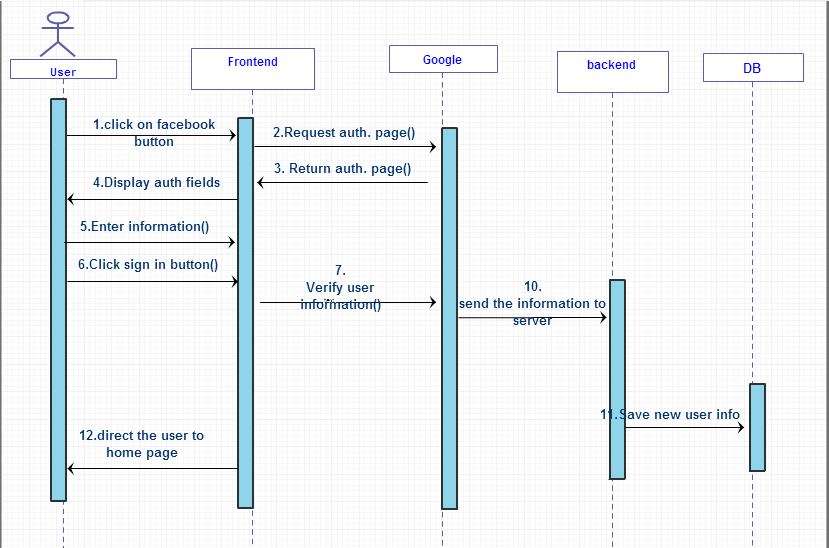 User
Frontend
Google
backend
DB
1.click on facebook
button
2.Request auth. page()
3. Return auth. page()
4.Display auth fields
5.Enter information()
6.Click sign in button()
7.
Verify user
information()
10.
send the information to
server
11.Save new user info
12.direct the user to
home page